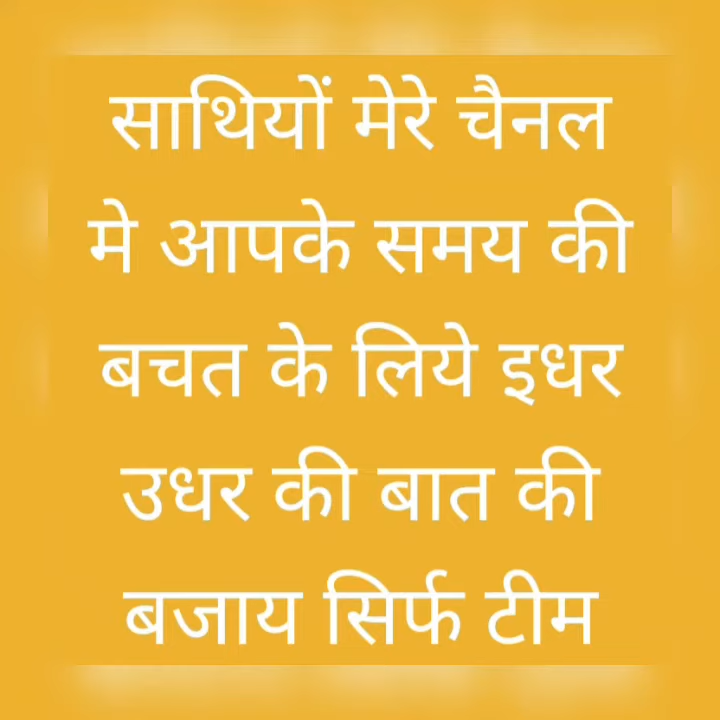 साथियों मेरे चैनल
मे आपके समय की
बचत के लिये इधर
उधर की बात की
बजाय सिर्फ टीम